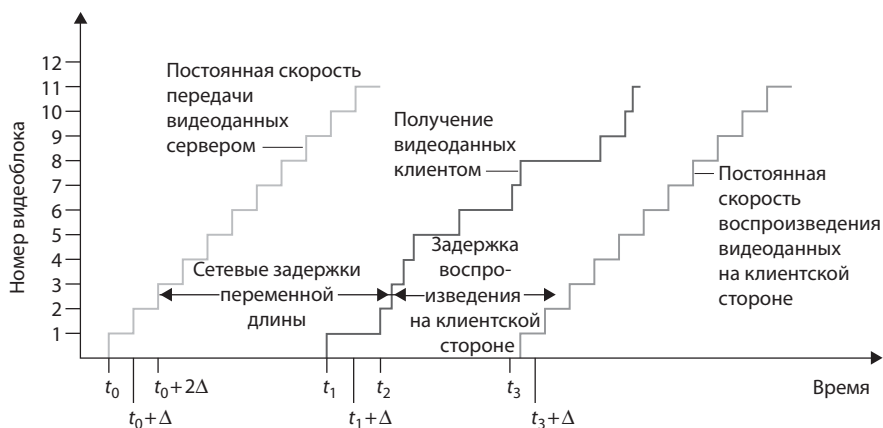 12
11
10
9
8
7
6
5
4
3
2
1
Номер видеоблока
Постоянная скорость
передачи
видеоданных
сервером
Получение
видеоданных
клиентом
Постоянная
скорость
воспроизведения
видеоданных
на клиентской
стороне
Сетевые задержки
переменной
длины
Задержка
воспро-
изведения
на клиентской
стороне
t₀
t₀+Δ
t₀+2Δ
t₁
t₁+Δ
t₂
t₃
t₃+Δ
Время